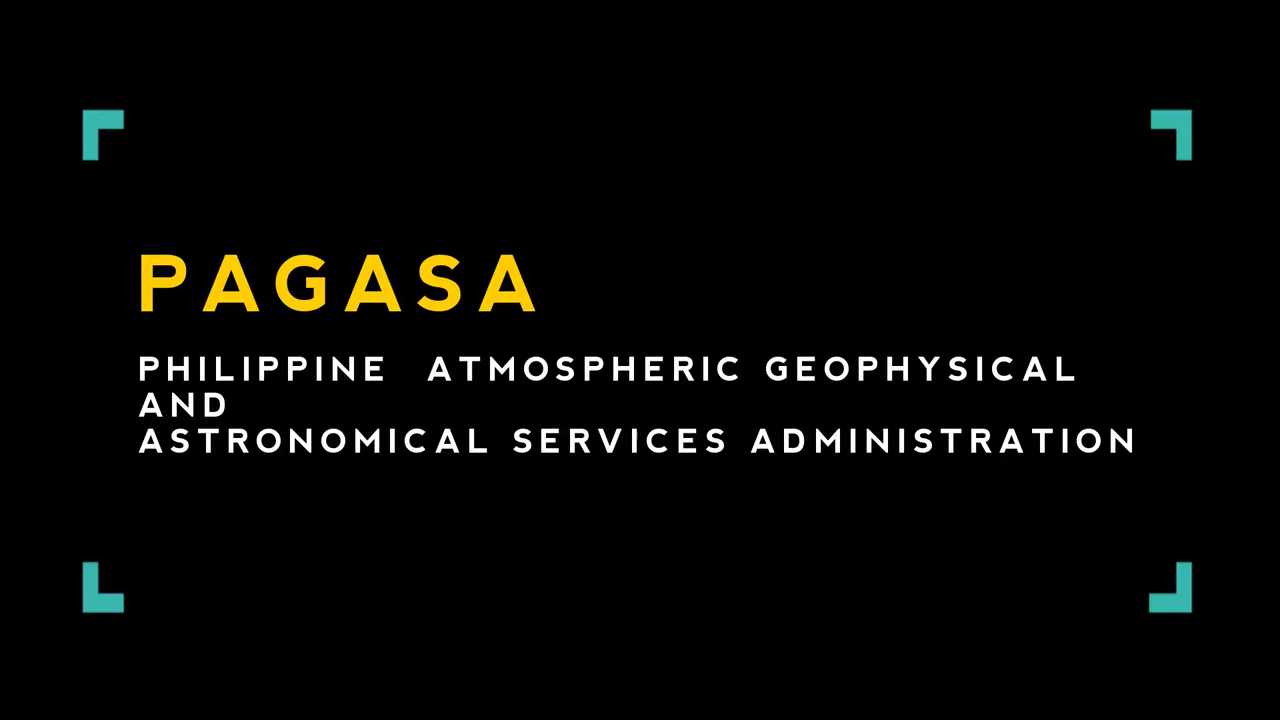 PAGASA
PHILIPPINE ATMOSPHERIC GEOPHYSICAL
AND
ASTRONOMICAL SERVICES ADMINISTRATION